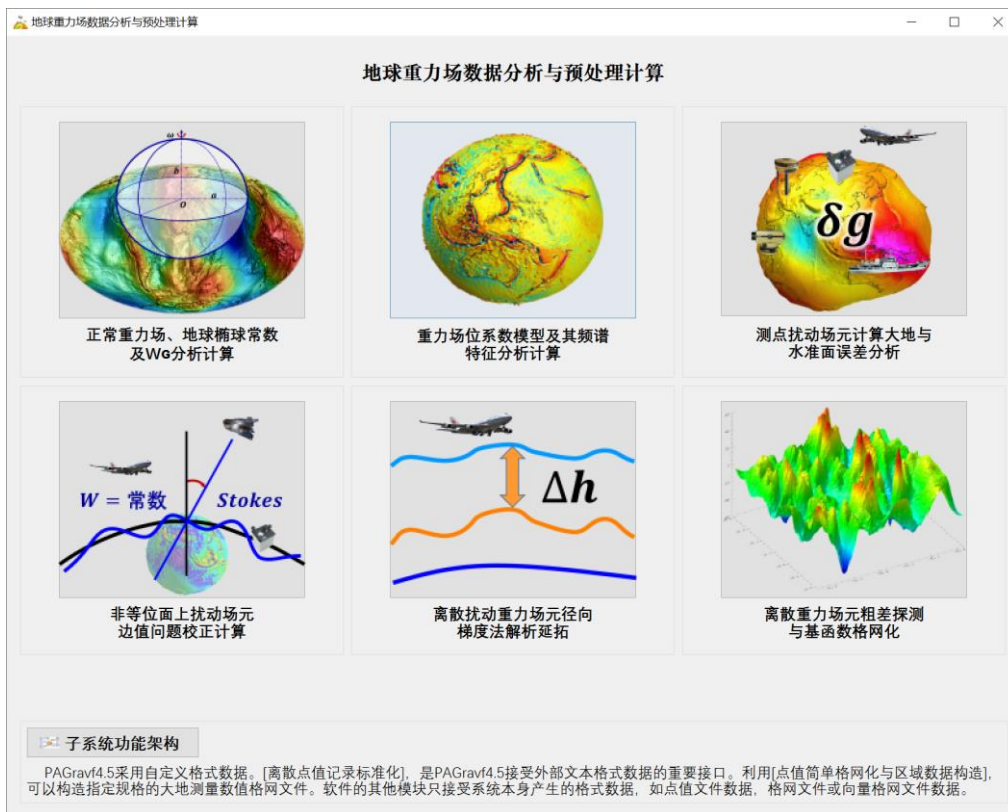 地球重力场数据分析与预处理计算
地球重力场数据分析与预处理计算
ω
b
a
O
正常重力场、地球椭球常数
及WG分析计算
重力场位系数模型及其频谱
特征分析计算
δg
测点扰动场元计算大地与
水准面误差分析
W = 常数
Stokes
非等位面上扰动场元
边值问题校正计算
Δh
离散扰动重力场元径向
梯度法解析延拓
离散重力场元粗差探测
与基函数格网化
子系统功能架构
PAGravf4.5采用自定义格式数据。[离散点值记录标准化]，是PAGravf4.5接受外部文本格式数据的重要接口。利用[点值简单格网化与区域数据构造]，
可以构造指定规格的大地测量数值格网文件。软件的其他模块只接受系统本身产生的格式数据，如点值文件数据，格网文件或向量格网文件数据。